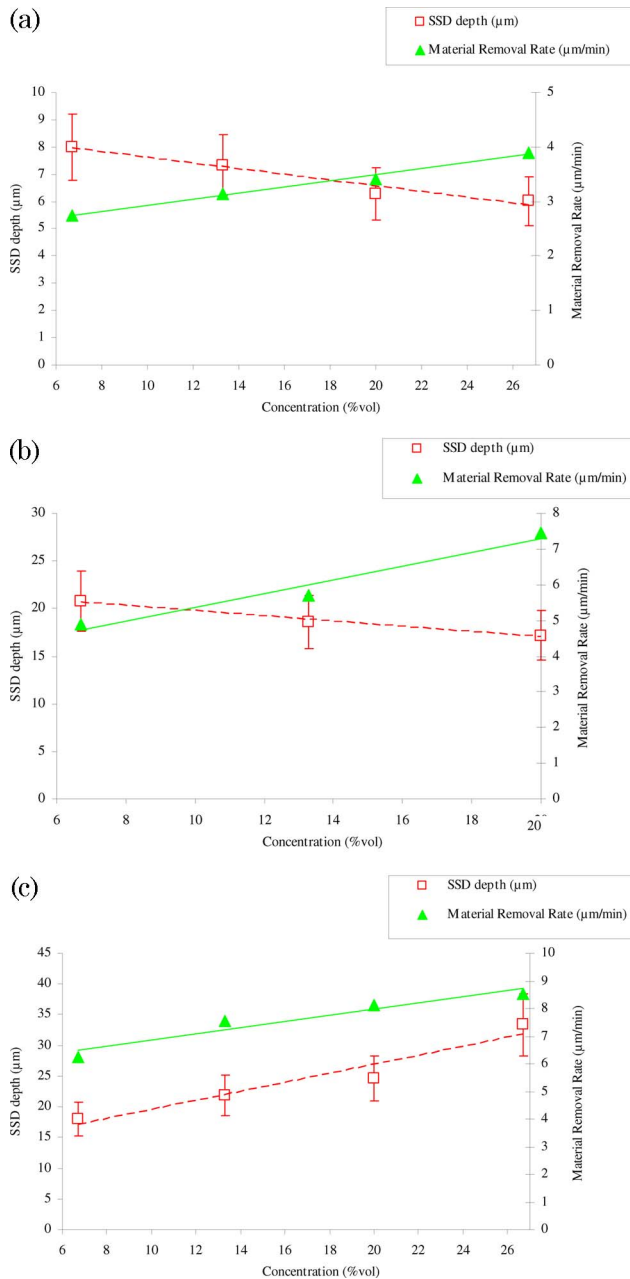 (a)
SSD depth (µm)
Material Removal Rate (µm/min)
10
9
8
7
6
5
4
3
2
1
0
5
4
3
2
1
0
SSD depth (µm)
Material Removal Rate (µm/min)
6 8 10 12 14 16 18 20 22 24 26
Concentration (%vol)
(b)
SSD depth (µm)
Material Removal Rate (µm/min)
30
25
20
15
10
5
0
8
7
6
5
4
3
2
1
0
SSD depth (µm)
Material Removal Rate (µm/min)
6 8 10 12 14 16 18 20
Concentration (%vol)
(c)
SSD depth (µm)
Material Removal Rate (µm/min)
45
40
35
30
25
20
15
10
5
0
10
9
8
7
6
5
4
3
2
1
0
SSD depth (µm)
Material Removal Rate (µm/min)
6 8 10 12 14 16 18 20 22 24 26
Concentration (%vol)